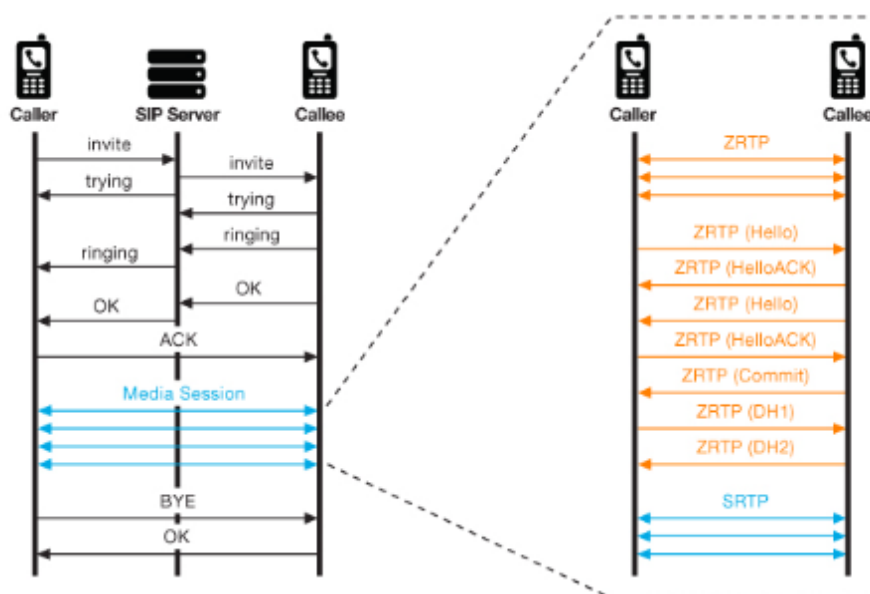 Caller
SIP Server
Callee
invite
invite
trying
trying
ringing
ringing
OK
OK
ACK
Media Session
BYE
OK
Caller
Callee
ZRTP
ZRTP (Hello)
ZRTP (HelloACK)
ZRTP (Hello)
ZRTP (HelloACK)
ZRTP (Commit)
ZRTP (DH1)
ZRTP (DH2)
SRTP